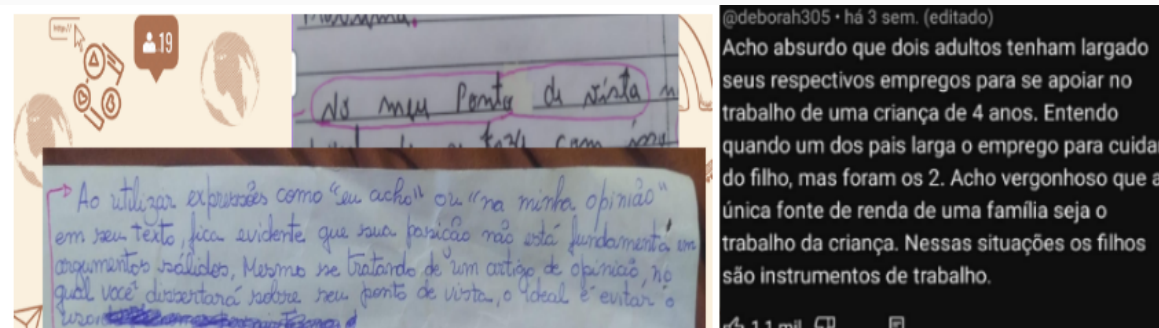 http://
19
No meu Ponto de vista
com
Ao utilizar expressões como "eu acho" ou "na minha opinião"
em seu texto, fica evidente que sua posição não está fundamenta em
argumentos sólidos, Mesmo se tratando de um artigo de opinião, no
qual você dissertará sobre seu ponto de vista, o ideal é evitar o
uso
@deborah305 • há 3 sem. (editado)
Acho absurdo que dois adultos tenham largado
seus respectivos empregos para se apoiar no
trabalho de uma criança de 4 anos. Entendo
quando um dos pais larga o emprego para cuida
do filho, mas foram os 2. Acho vergonhoso que a
única fonte de renda de uma família seja o
trabalho da criança. Nessas situações os filhos
são instrumentos de trabalho.
1,1 mil